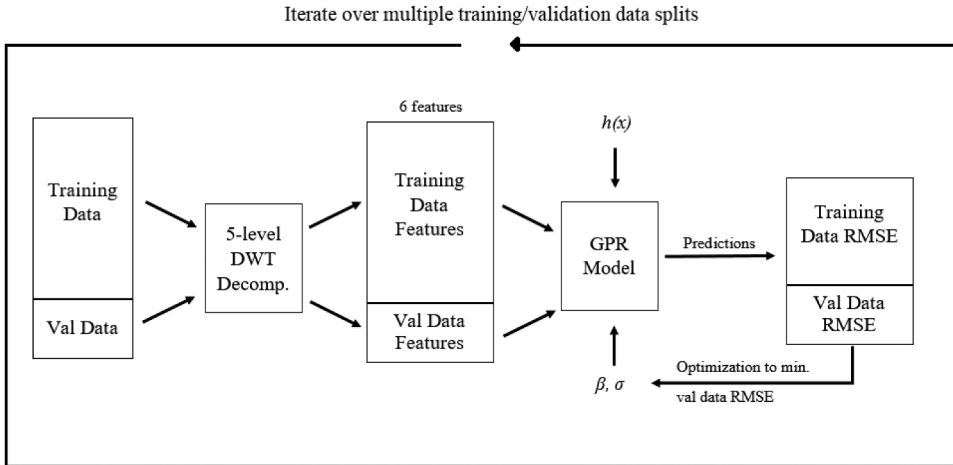 Iterate over multiple training/validation data splits
6 features
h(x)
Training
Data
Val Data
5-level
DWT
Decomp.
Training
Data
Features
Val Data
Features
GPR
Model
Predictions
Training
Data RMSE
Val Data
RMSE
β, σ
Optimization to min.
val data RMSE